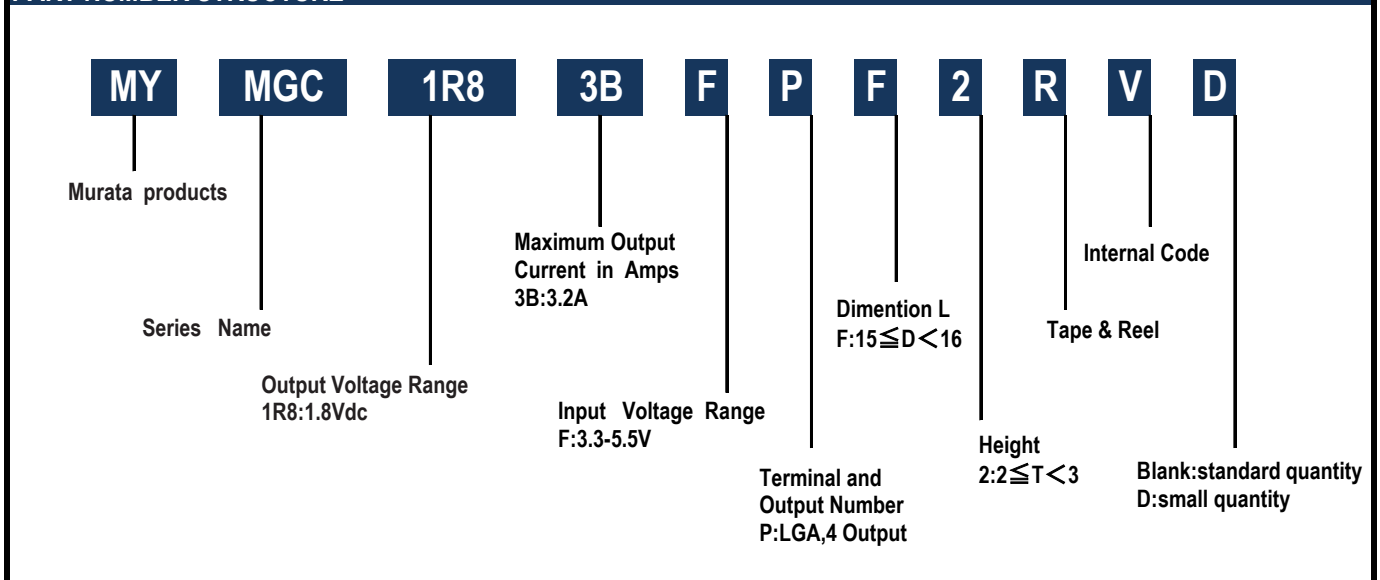 MY MGC 1R8 3B F P F 2 R V D
Murata products
Series Name
Output Voltage Range
1R8:1.8Vdc
Maximum Output
Current in Amps
3B:3.2A
Input Voltage Range
F:3.3-5.5V
Terminal and
Output Number
P:LGA,4 Output
Dimention L
F:15≦D<16
Height
2:2≦T<3
Tape & Reel
Internal Code
Blank:standard quantity
D:small quantity